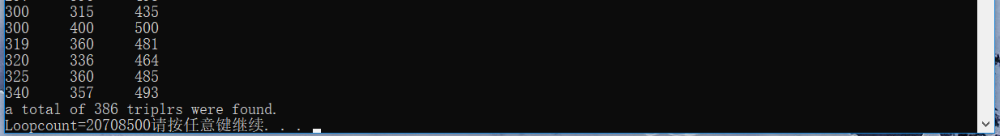 300 315 435
300 400 500
319 360 481
320 336 464
325 360 485
340 357 493
a total of 386 triplrs were found.
Loopcount=20708500请按任意键继续. . .